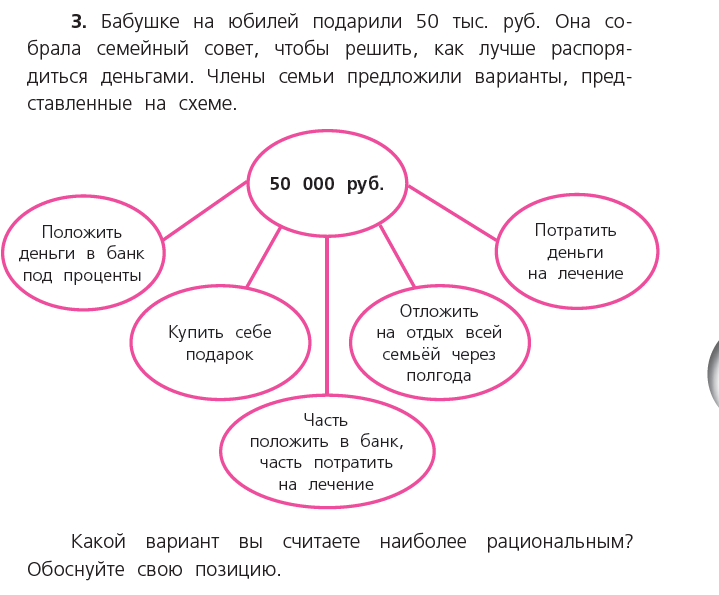 3. Бабушке на юбилей подарили 50 тыс. руб. Она со-
брала семейный совет, чтобы решить, как лучше распоря-
диться деньгами. Члены семьи предложили варианты, пред-
ставленные на схеме.
50 000 руб.
Положить
деньги в банк
под проценты
Купить себе
подарок
Часть
положить в банк,
часть потратить
на лечение
Отложить
на отдых всей
семьёй через
полгода
Потратить
деньги
на лечение
Какой вариант вы считаете наиболее рациональным?
Обоснуйте свою позицию.